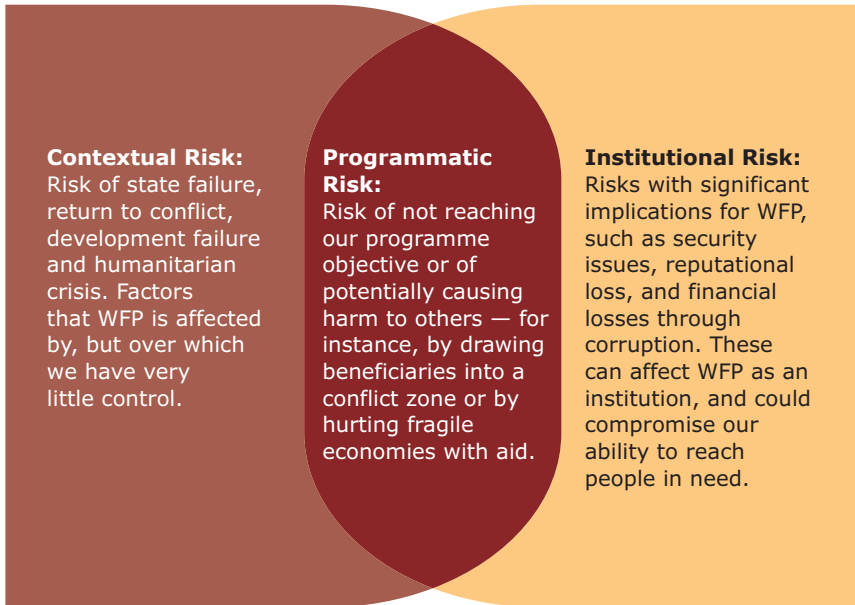 Contextual Risk:
Risk of state failure,
return to conflict,
development failure
and humanitarian
crisis. Factors
that WFP is affected
by, but over which
we have very
little control.
Programmatic
Risk:
Risk of not reaching
our programme
objective or of
potentially causing
harm to others — for
instance, by drawing
beneficiaries into a
conflict zone or by
hurting fragile
economies with aid.
Institutional Risk:
Risks with significant
implications for WFP,
such as security
issues, reputational
loss, and financial
losses through
corruption. These
can affect WFP as an
institution, and could
compromise our
ability to reach
people in need.